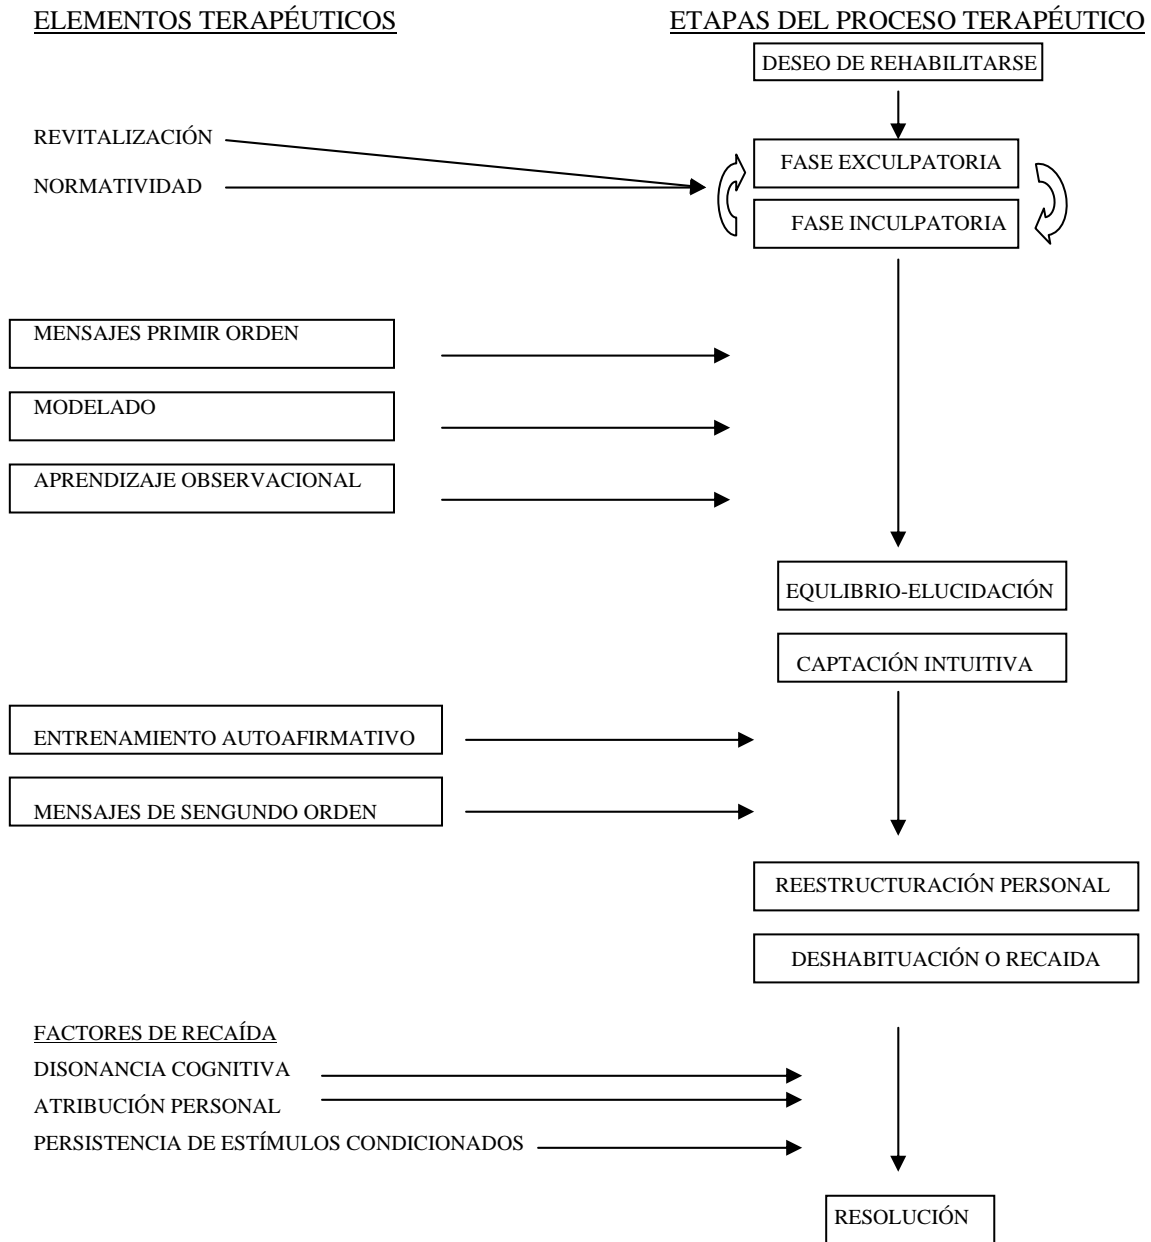 ELEMENTOS TERAPÉUTICOS
ETAPAS DEL PROCESO TERAPÉUTICO
DESEO DE REHABILITARSE
REVITALIZACIÓN
FASE EXCULPATORIA
NORMATIVIDAD
FASE INCULPATORIA
MENSAJES PRIMIR ORDEN
MODELADO
APRENDIZAJE OBSERVACIONAL
EQULIBRIO-ELUCIDACIÓN
CAPTACIÓN INTUITIVA
ENTRENAMIENTO AUTOAFIRMATIVO
MENSAJES DE SENGUNDO ORDEN
REESTRUCTURACIÓN PERSONAL
DESHABITUACIÓN O RECAIDA
FACTORES DE RECAÍDA
DISONANCIA COGNITIVA
ATRIBUCIÓN PERSONAL
PERSISTENCIA DE ESTÍMULOS CONDICIONADOS
RESOLUCIÓN